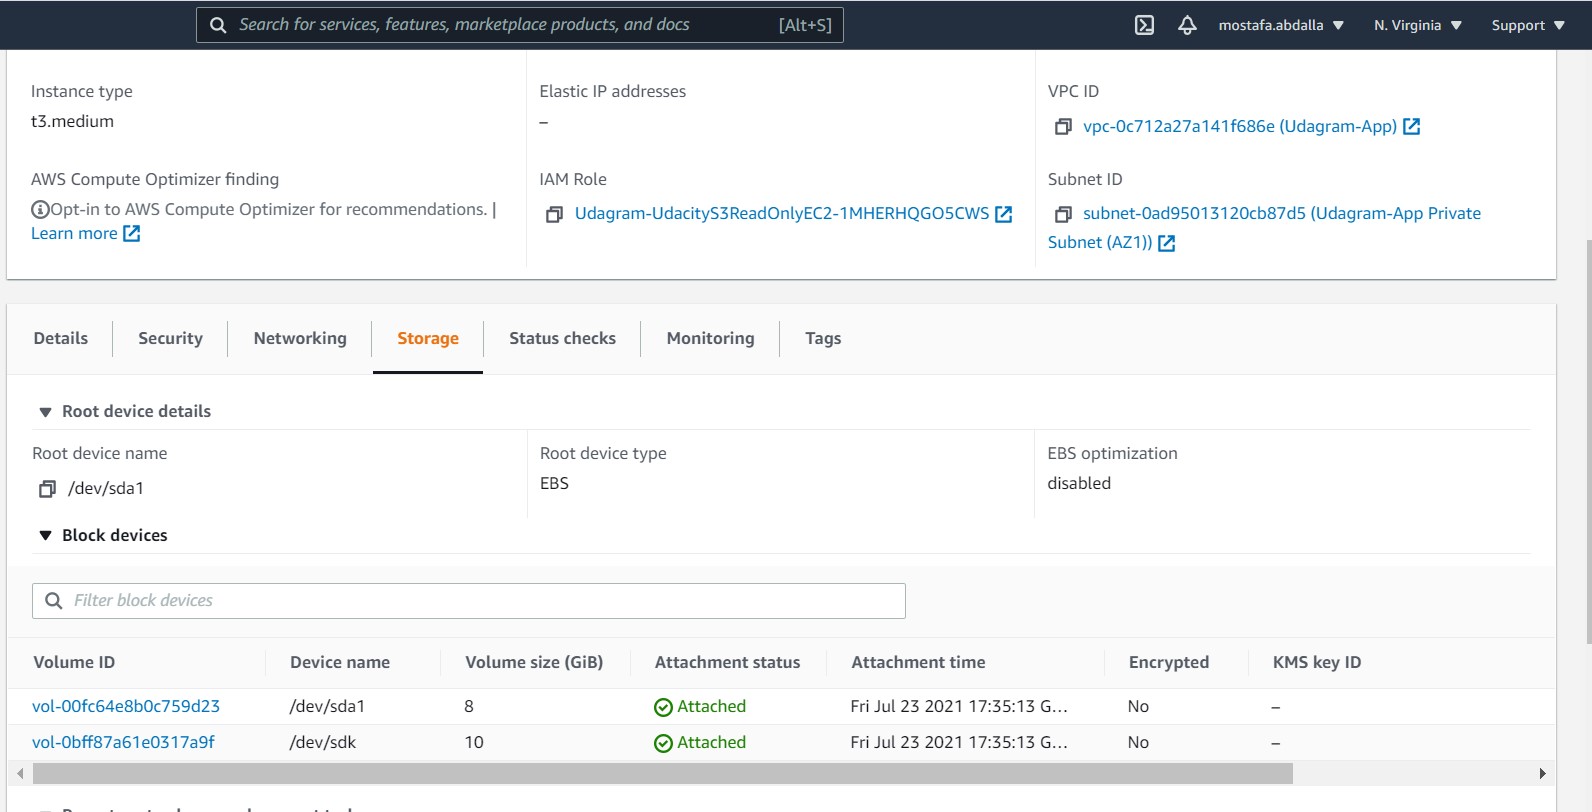 Search for services, features, marketplace products, and docs [Alt+S] mostafa.abdalla N. Virginia Support
Instance type
t3.medium
Elastic IP addresses
–
VPC ID
vpc-0c712a27a141f686e (Udagram-App)
AWS Compute Optimizer finding
Opt-in to AWS Compute Optimizer for recommendations. |
Learn more
IAM Role
Udagram-UdacityS3ReadOnlyEC2-1MHERHQGO5CWS
Subnet ID
subnet-0ad95013120cb87d5 (Udagram-App Private
Subnet (AZ1))
Details Security Networking Storage Status checks Monitoring Tags
Root device details
Root device name
/dev/sda1
Root device type
EBS
EBS optimization
disabled
Block devices
Filter block devices
Volume ID Device name Volume size (GiB) Attachment status Attachment time Encrypted KMS key ID
vol-00fc64e8b0c759d23 /dev/sda1 8 Attached Fri Jul 23 2021 17:35:13 G... No –
vol-0bff87a61e0317a9f /dev/sdk 10 Attached Fri Jul 23 2021 17:35:13 G... No –